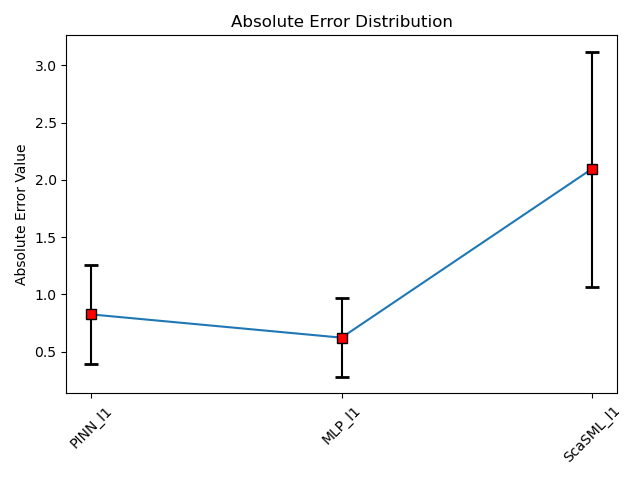 Absolute Error Distribution
Absolute Error Value
3.0
2.5
2.0
1.5
1.0
0.5
PINN_l1
MLP_l1
ScaSML_l1